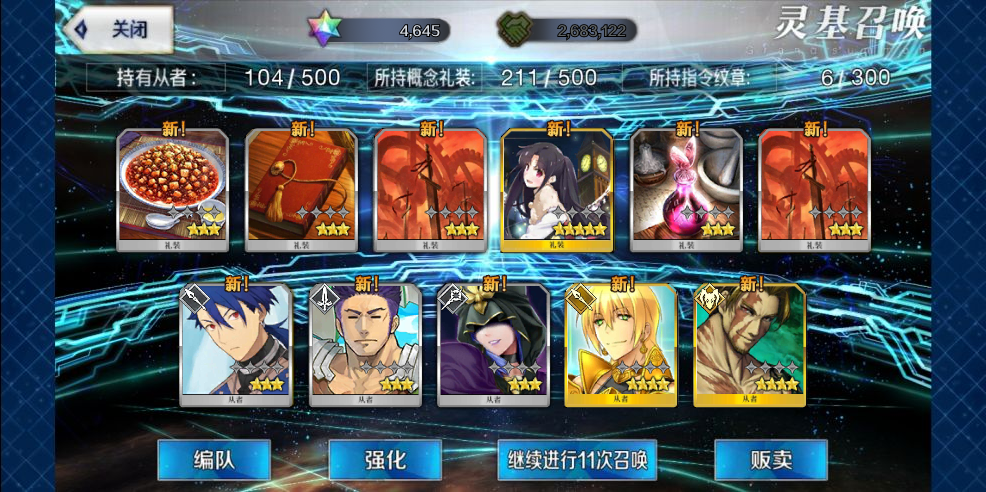 关闭
4,645
2,683,122
灵基召唤
持有从者： 104/500
所持概念礼装: 211/500
所持指令纹章: 6/300
新! 新! 新! 新! 新! 新!
礼装 礼装 礼装 礼装 礼装 礼装
新! 新! 新! 新! 新!
从者 从者 从者 从者 从者
编队
强化
继续进行11次召唤
贩卖